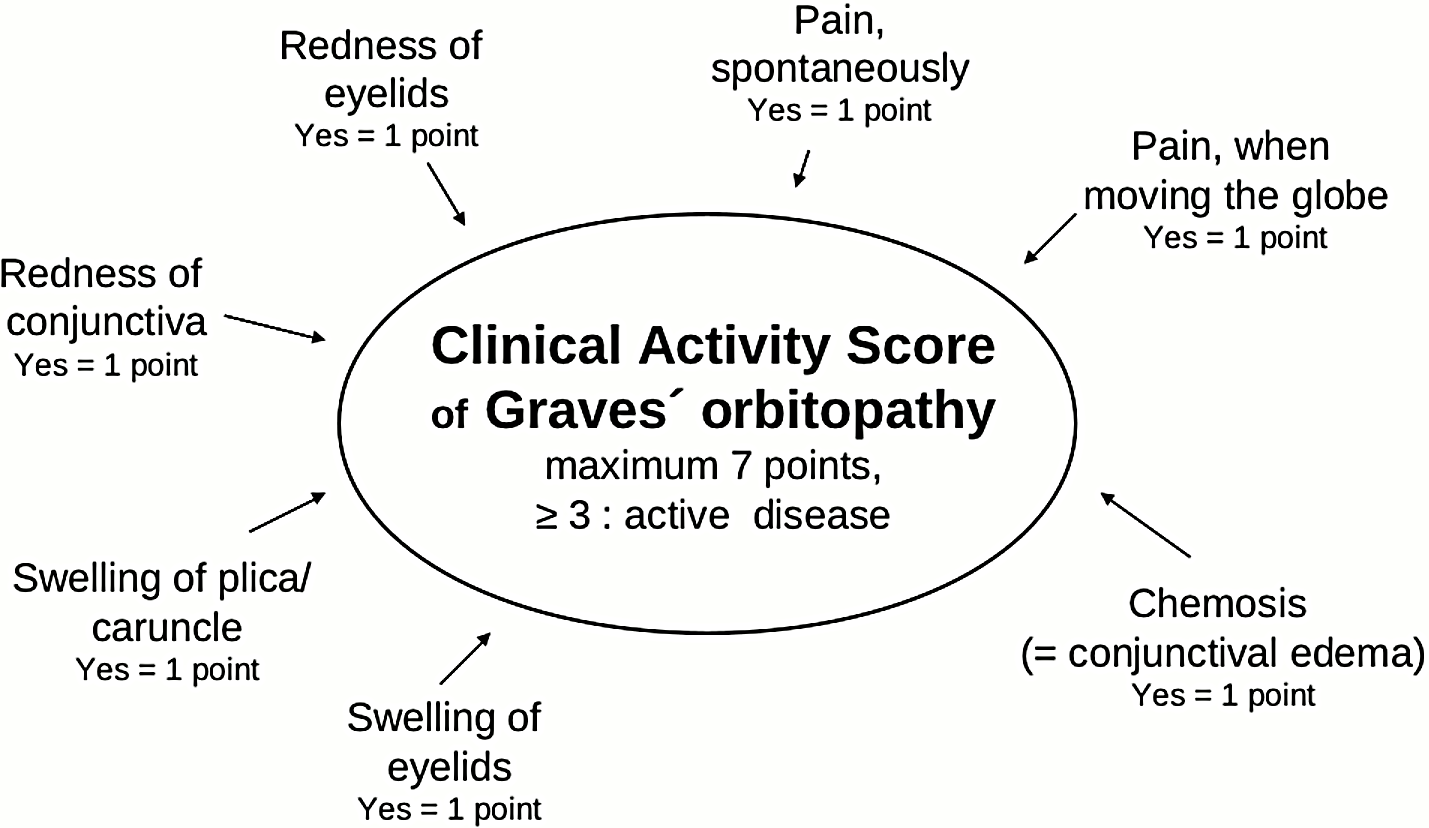 Redness of
eyelids
Yes = 1 point
Pain,
spontaneously
Yes = 1 point
Pain, when
moving the globe
Yes = 1 point
Redness of
conjunctiva
Yes = 1 point
Clinical Activity Score
of Graves´ orbitopathy
maximum 7 points,
≥ 3 : active disease
Swelling of plica/
caruncle
Yes = 1 point
Swelling of
eyelids
Yes = 1 point
Chemosis
(= conjunctival edema)
Yes = 1 point